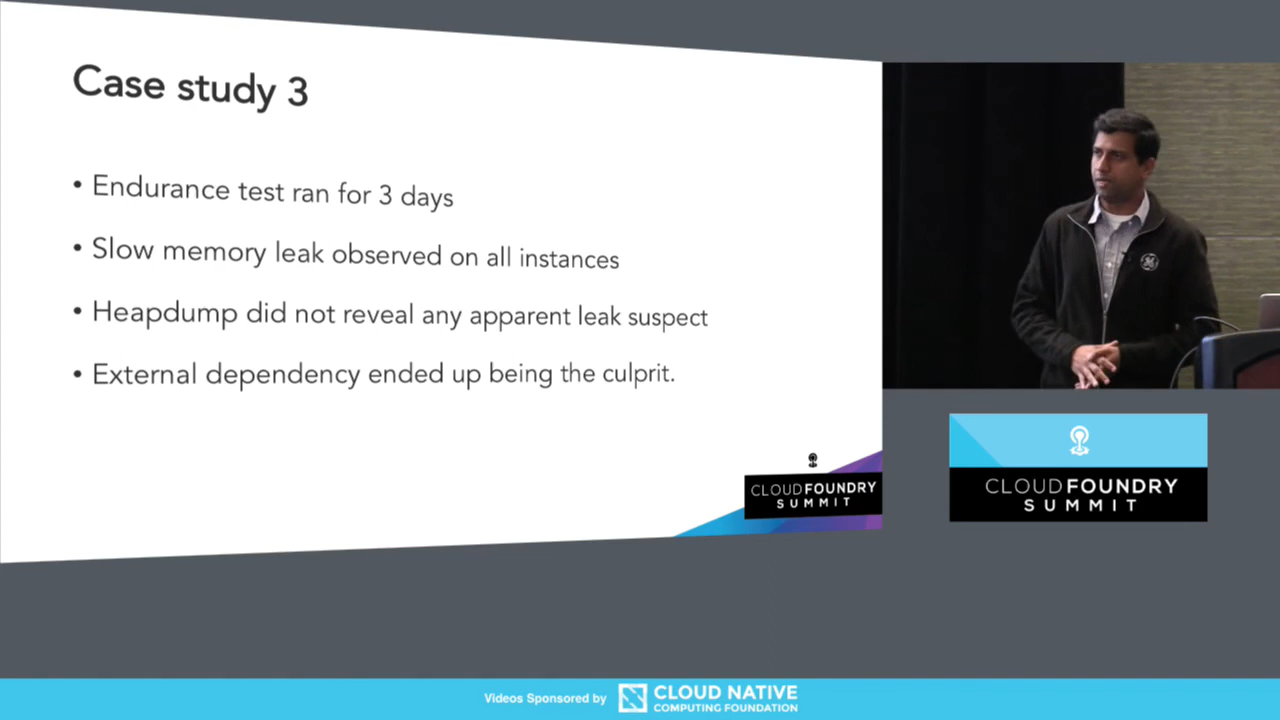 Case study 3
• Endurance test ran for 3 days
• Slow memory leak observed on all instances
• Heapdump did not reveal any apparent leak suspect
• External dependency ended up being the culprit.
CLOUD FOUNDRY
SUMMIT
CLOUD FOUNDRY
SUMMIT
Videos Sponsored by
CLOUD NATIVE
COMPUTING FOUNDATION